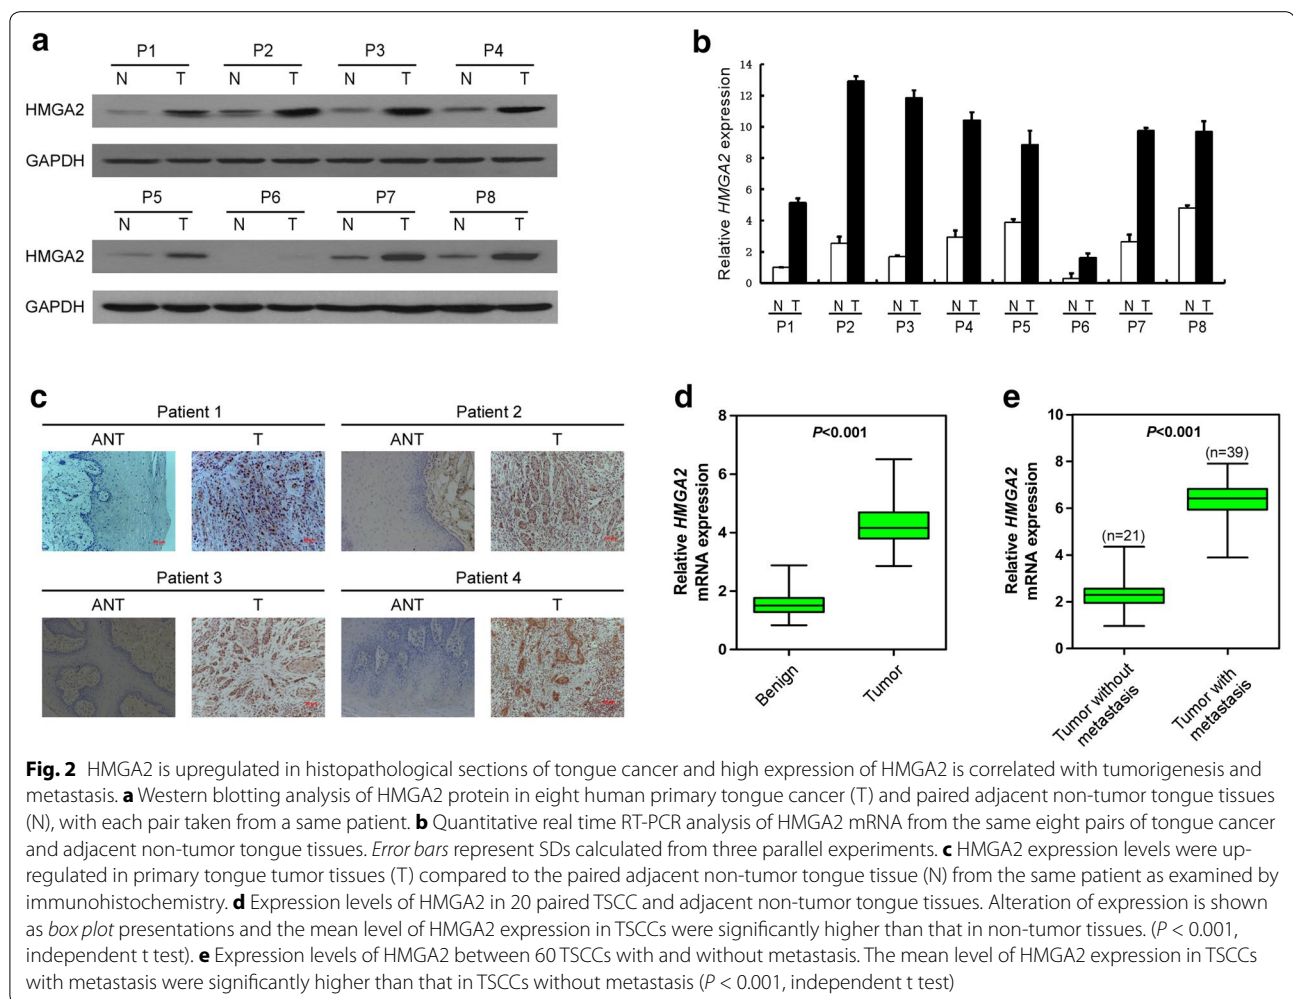 a
P1 P2 P3 P4
N T N T N T N T
HMGA2
GAPDH
P5 P6 P7 P8
N T N T N T N T
HMGA2
GAPDH
b
Relative HMGA2 expression
14
12
10
8
6
4
2
0
N T N T N T N T N T N T N T N T
P1 P2 P3 P4 P5 P6 P7 P8
c
Patient 1 Patient 2
ANT T ANT T
Patient 3 Patient 4
ANT T ANT T
d
Relative HMGA2
mRNA expression
8
6
4
2
0
P<0.001
Benign
Tumor
e
Relative HMGA2
mRNA expression
10
8
6
4
2
0
P<0.001
(n=39)
(n=21)
Tumor without
metastasis
Tumor with
metastasis
Fig. 2 HMGA2 is upregulated in histopathological sections of tongue cancer and high expression of HMGA2 is correlated with tumorigenesis and
metastasis. a Western blotting analysis of HMGA2 protein in eight human primary tongue cancer (T) and paired adjacent non-tumor tongue tissues
(N), with each pair taken from a same patient. b Quantitative real time RT-PCR analysis of HMGA2 mRNA from the same eight pairs of tongue cancer
and adjacent non-tumor tongue tissues. Error bars represent SDs calculated from three parallel experiments. c HMGA2 expression levels were up-
regulated in primary tongue tumor tissues (T) compared to the paired adjacent non-tumor tongue tissue (N) from the same patient as examined by
immunohistochemistry. d Expression levels of HMGA2 in 20 paired TSCC and adjacent non-tumor tongue tissues. Alteration of expression is shown
as box plot presentations and the mean level of HMGA2 expression in TSCCs were significantly higher than that in non-tumor tissues. (P < 0.001,
independent t test). e Expression levels of HMGA2 between 60 TSCCs with and without metastasis. The mean level of HMGA2 expression in TSCCs
with metastasis were significantly higher than that in TSCCs without metastasis (P < 0.001, independent t test)